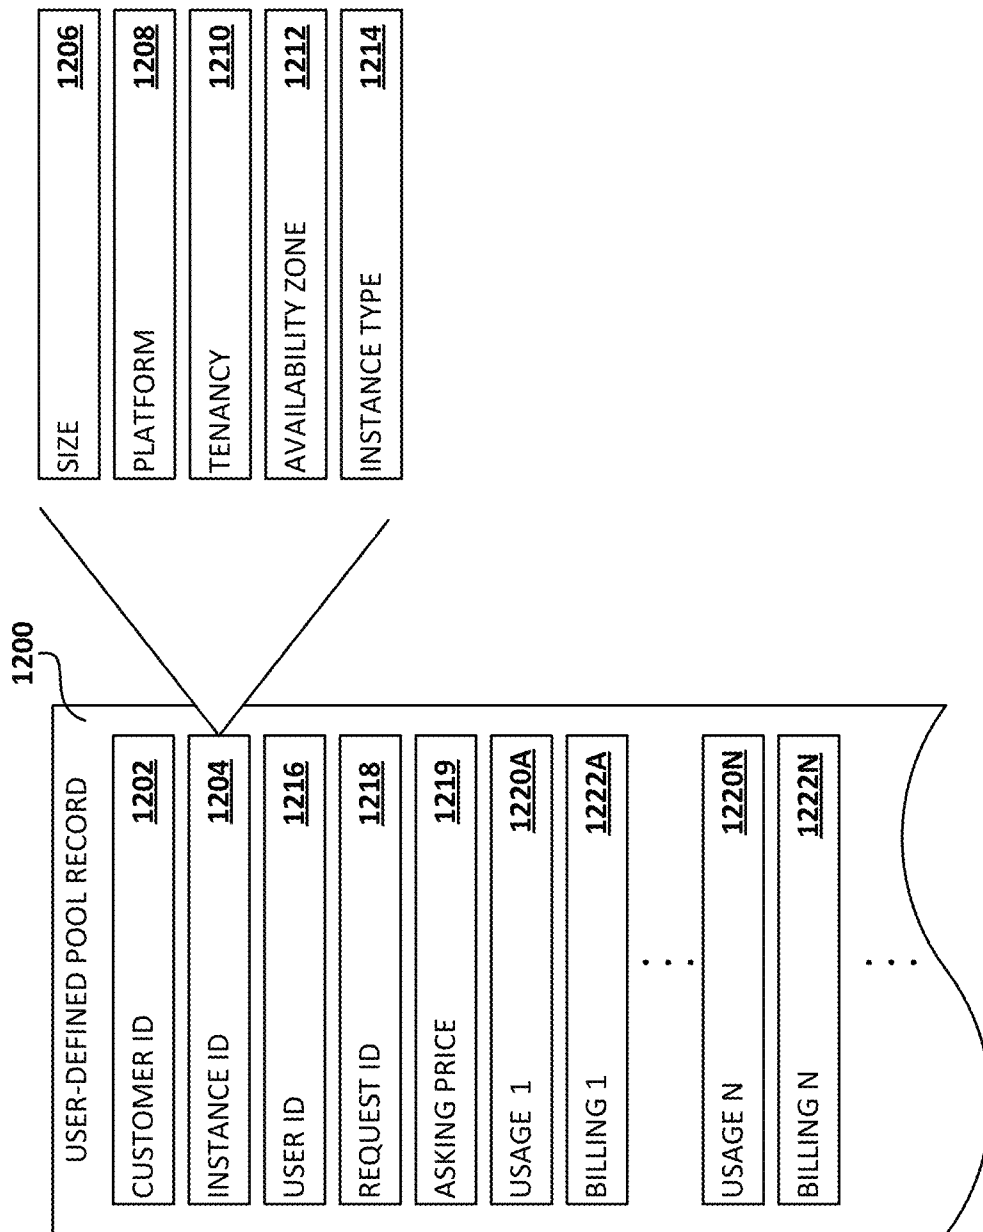 1200
USER-DEFINED POOL RECORD
CUSTOMER ID 1202
INSTANCE ID 1204
USER ID 1216
REQUEST ID 1218
ASKING PRICE 1219
USAGE 1 1220A
BILLING 1 1222A
. . .
USAGE N 1220N
BILLING N 1222N
. . .
SIZE 1206
PLATFORM 1208
TENANCY 1210
AVAILABILITY ZONE 1212
INSTANCE TYPE 1214